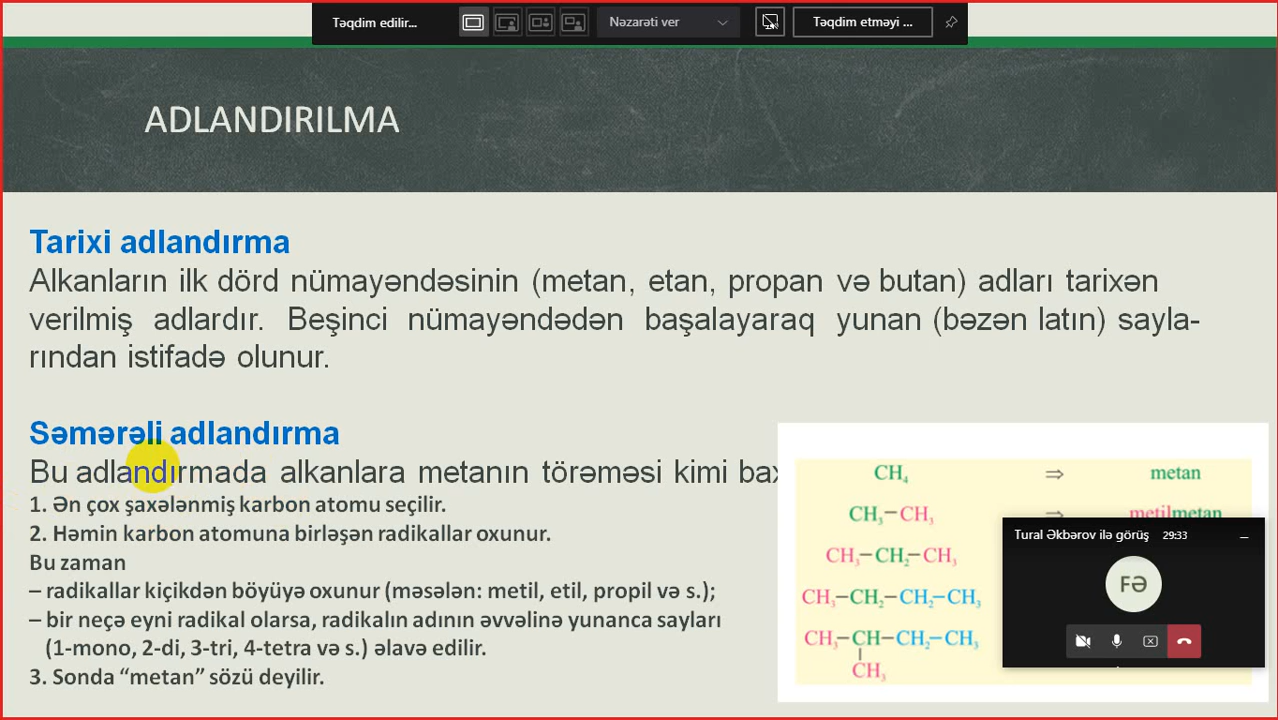 Təqdim edilir...
Nəzarəti ver
Təqdim etməyi ...
ADLANDIRILMA
Tarixi adlandırma
Alkanların ilk dörd nümayəndəsinin (metan, etan, propan və butan) adları tarixən
verilmiş adlardır. Beşinci nümayəndədən başalayaraq yunan (bəzən latın) sayla-
rından istifadə olunur.
Səmərəli adlandırma
Bu adlandırmada alkanlara metanın törəməsi kimi
1. Ən çox şaxələnmiş karbon atomu seçilir.
2. Həmin karbon atomuna birləşən radikallar oxunur.
Bu zaman
– radikallar kiçikdən böyüyə oxunur (məsələn: metil, etil, propil və s.);
– bir neçə eyni radikal olarsa, radikalın adının əvvəlinə yunanca sayları
(1-mono, 2-di, 3-tri, 4-tetra və s.) əlavə edilir.
3. Sonda “metan” sözü deyilir.
CH₄ ⇒ metan
CH₃–CH₃ ⇒ metilmetan
CH₃–CH₂–CH₃
CH₃–CH₂–CH₂–CH₃
CH₃–CH–CH₂–CH₃
CH₃
Tural Əkbərov ilə görüş 29:33
FƏ